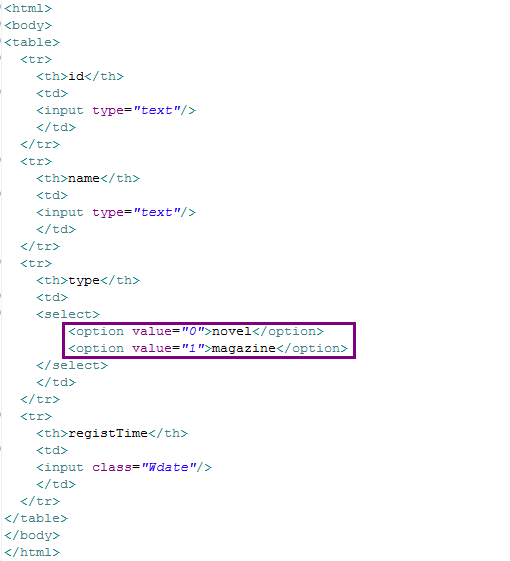 <html>
<body>
<table>
<tr>
<th>id</th>
<td>
<input type="text"/>
</td>
</tr>
<tr>
<th>name</th>
<td>
<input type="text"/>
</td>
</tr>
<tr>
<th>type</th>
<td>
<select>
<option value="0">novel</option>
<option value="1">magazine</option>
</select>
</td>
</tr>
<tr>
<th>registTime</th>
<td>
<input class="Wdate"/>
</td>
</tr>
</table>
</body>
</html>